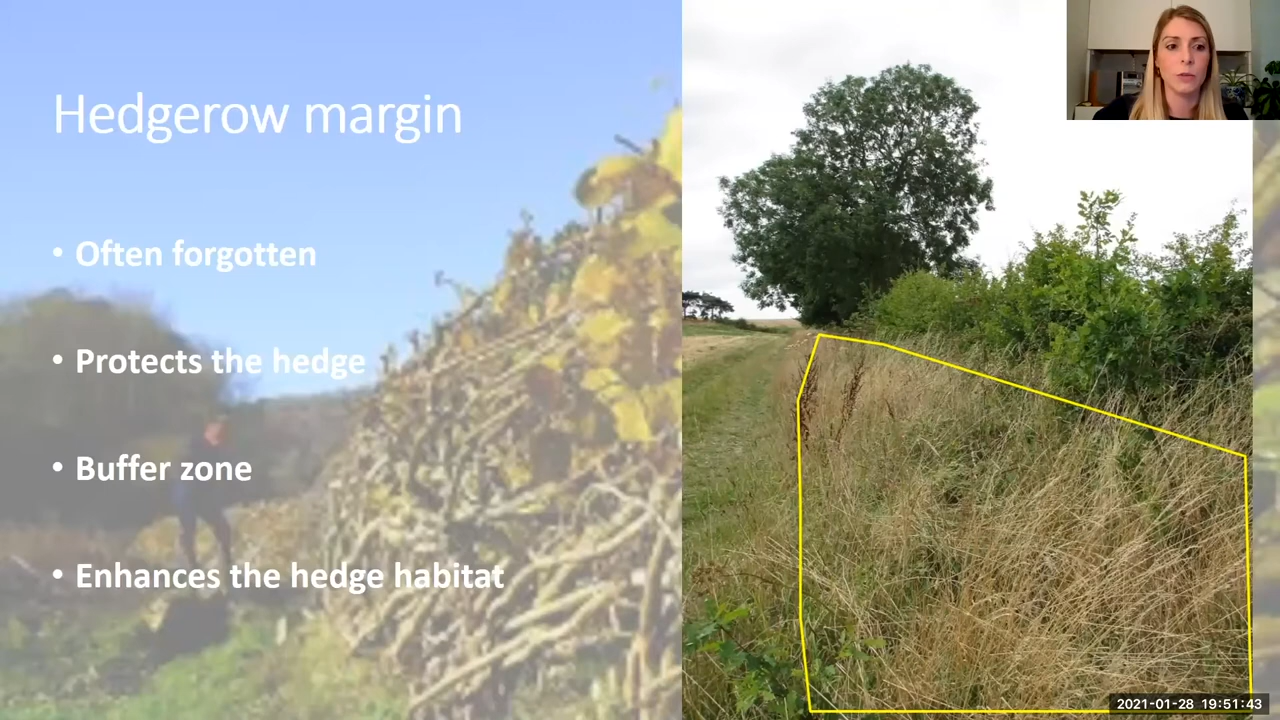 Hedgerow margin
• Often forgotten
• Protects the hedge
• Buffer zone
• Enhances the hedge habitat
2021-01-28 19:51:43